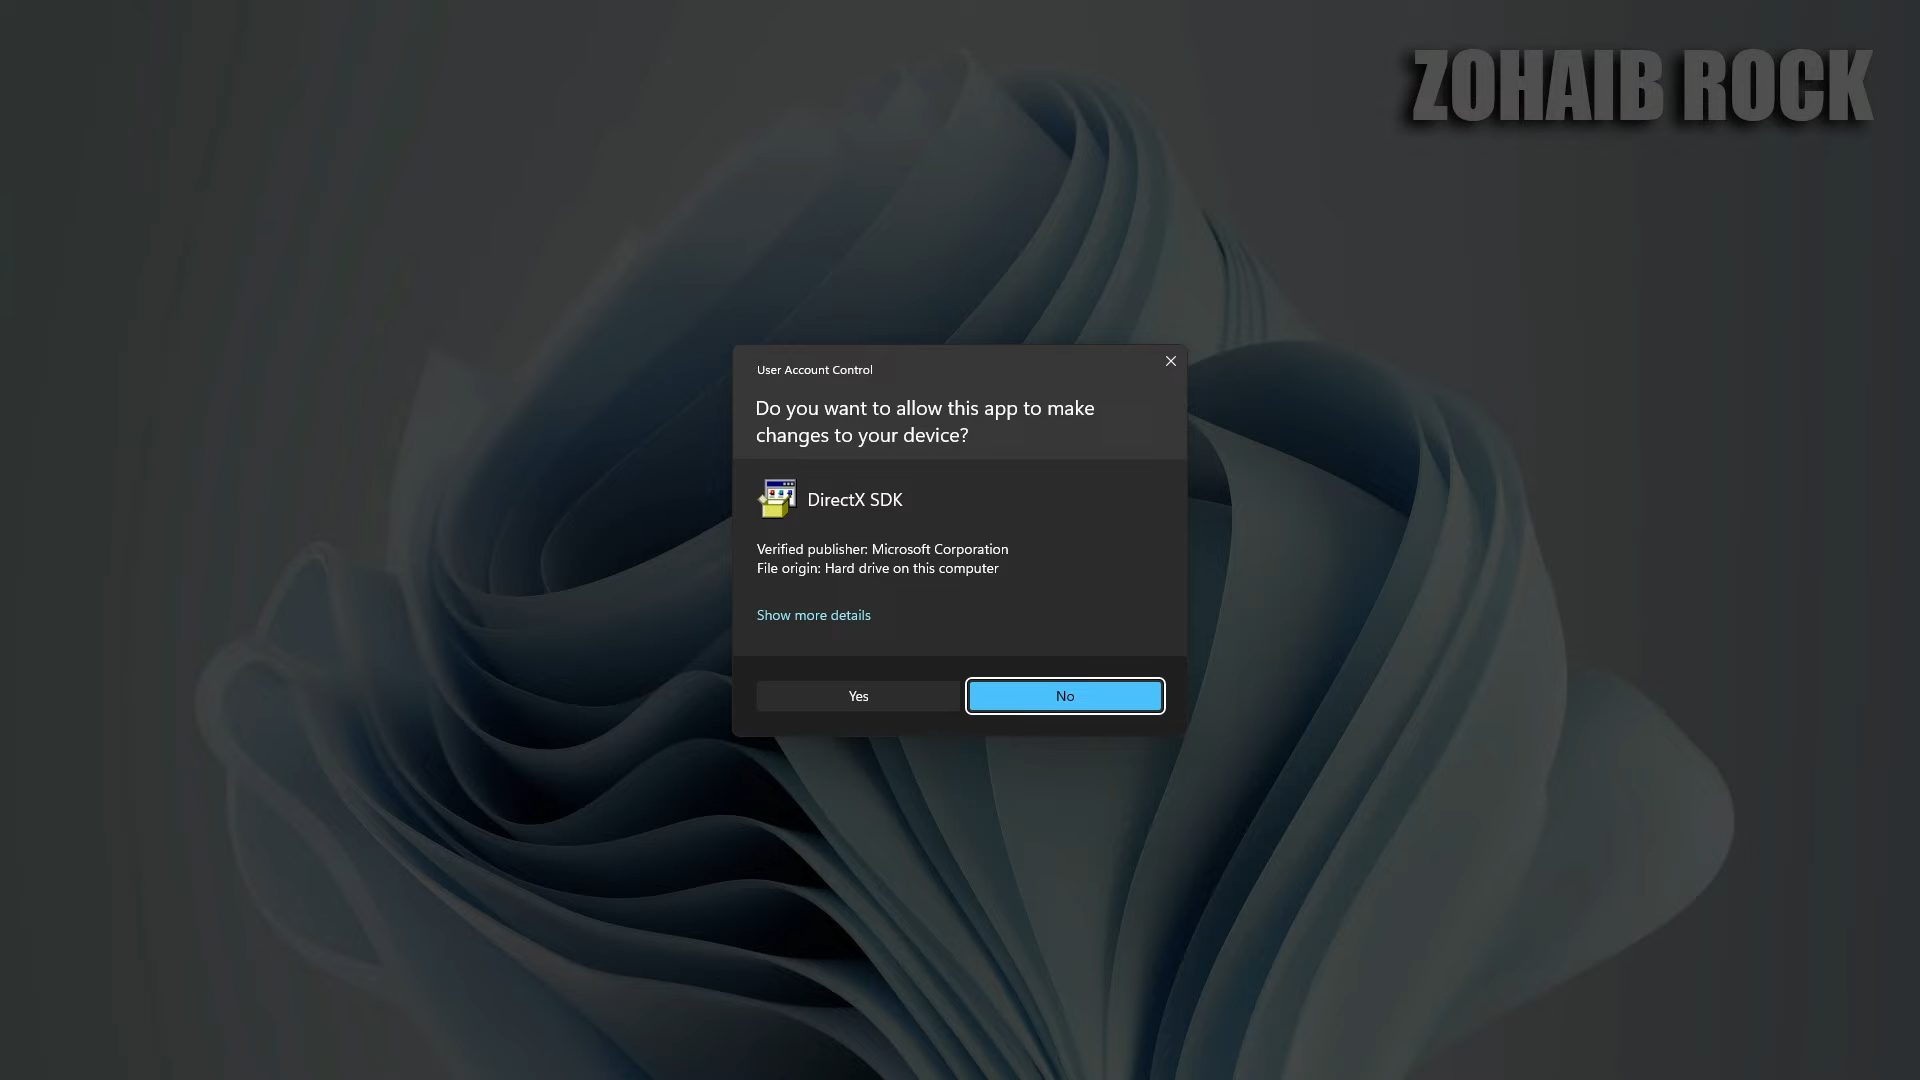 ZOHAIB ROCK
User Account Control
Do you want to allow this app to make
changes to your device?
DirectX SDK
Verified publisher: Microsoft Corporation
File origin: Hard drive on this computer
Show more details
Yes
No